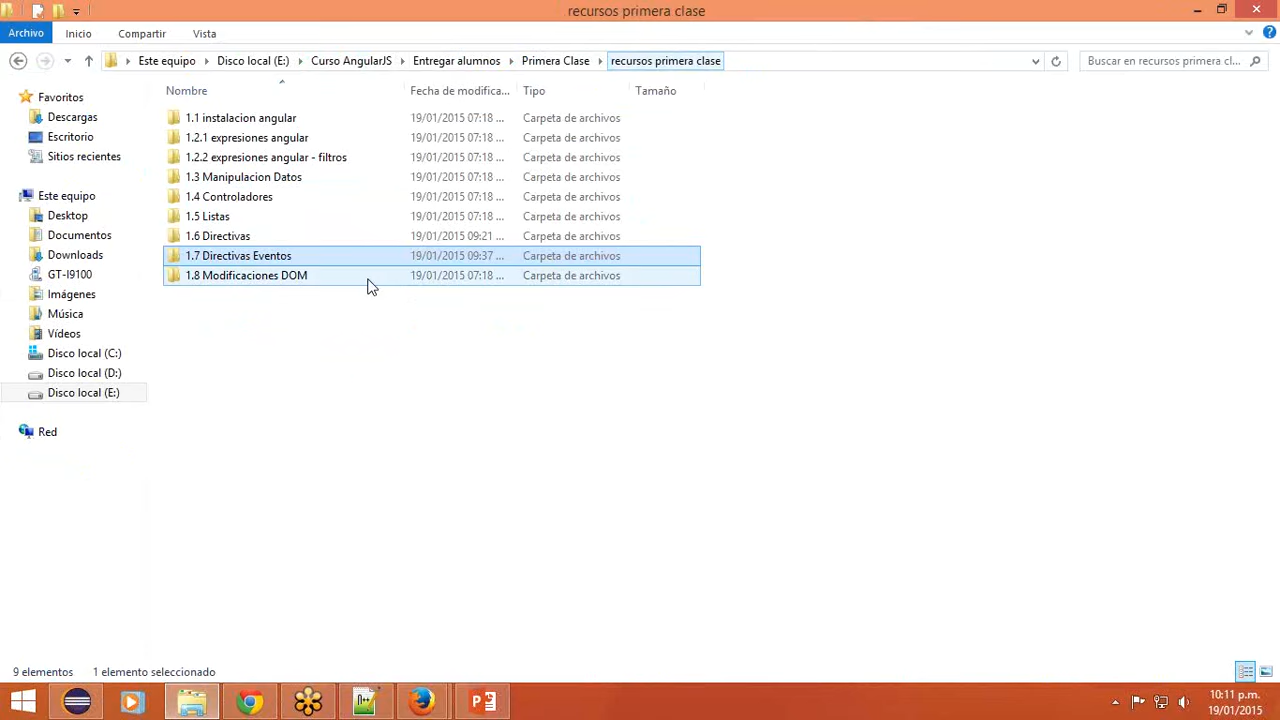 recursos primera clase
Archivo Inicio Compartir Vista
Este equipo Disco local (E:) Curso AngularJS Entregar alumnos Primera Clase recursos primera clase Buscar en recursos primera cl...
Nombre Fecha de modifica... Tipo Tamaño
Favoritos
Descargas
Escritorio
Sitios recientes
Este equipo
Desktop
Documentos
Downloads
GT-I9100
Imágenes
Música
Vídeos
Disco local (C:)
Disco local (D:)
Disco local (E:)
Red
1.1 instalacion angular 19/01/2015 07:18 ... Carpeta de archivos
1.2.1 expresiones angular 19/01/2015 07:18 ... Carpeta de archivos
1.2.2 expresiones angular - filtros 19/01/2015 07:18 ... Carpeta de archivos
1.3 Manipulacion Datos 19/01/2015 07:18 ... Carpeta de archivos
1.4 Controladores 19/01/2015 07:18 ... Carpeta de archivos
1.5 Listas 19/01/2015 07:18 ... Carpeta de archivos
1.6 Directivas 19/01/2015 09:21 ... Carpeta de archivos
1.7 Directivas Eventos 19/01/2015 09:37 ... Carpeta de archivos
1.8 Modificaciones DOM 19/01/2015 07:18 ... Carpeta de archivos
9 elementos 1 elemento seleccionado
10:11 p.m.
19/01/2015